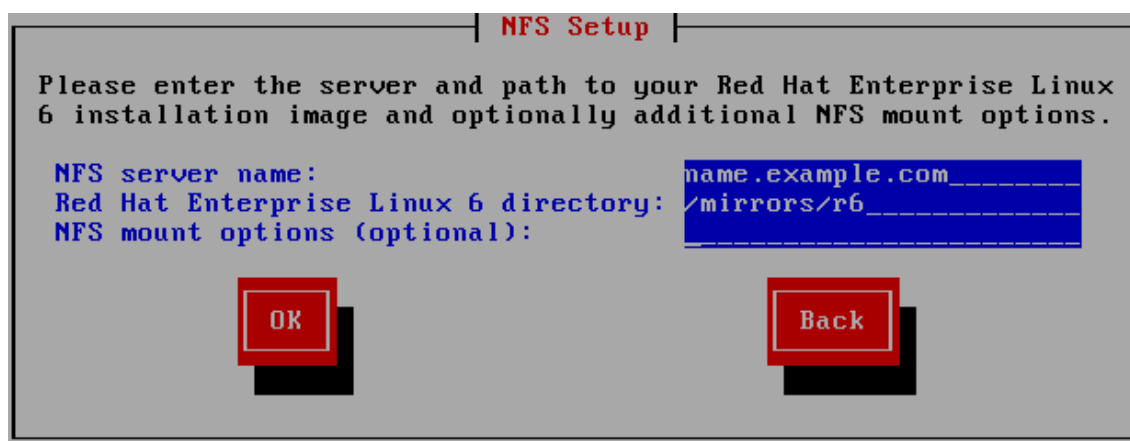 NFS Setup
Please enter the server and path to your Red Hat Enterprise Linux
6 installation image and optionally additional NFS mount options.
NFS server name: name.example.com________
Red Hat Enterprise Linux 6 directory: /mirrors/r6_____________
NFS mount options (optional): ________________________
OK Back